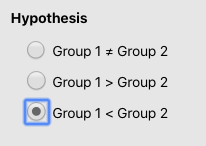 Hypothesis
Group 1 ≠ Group 2
Group 1 > Group 2
Group 1 < Group 2